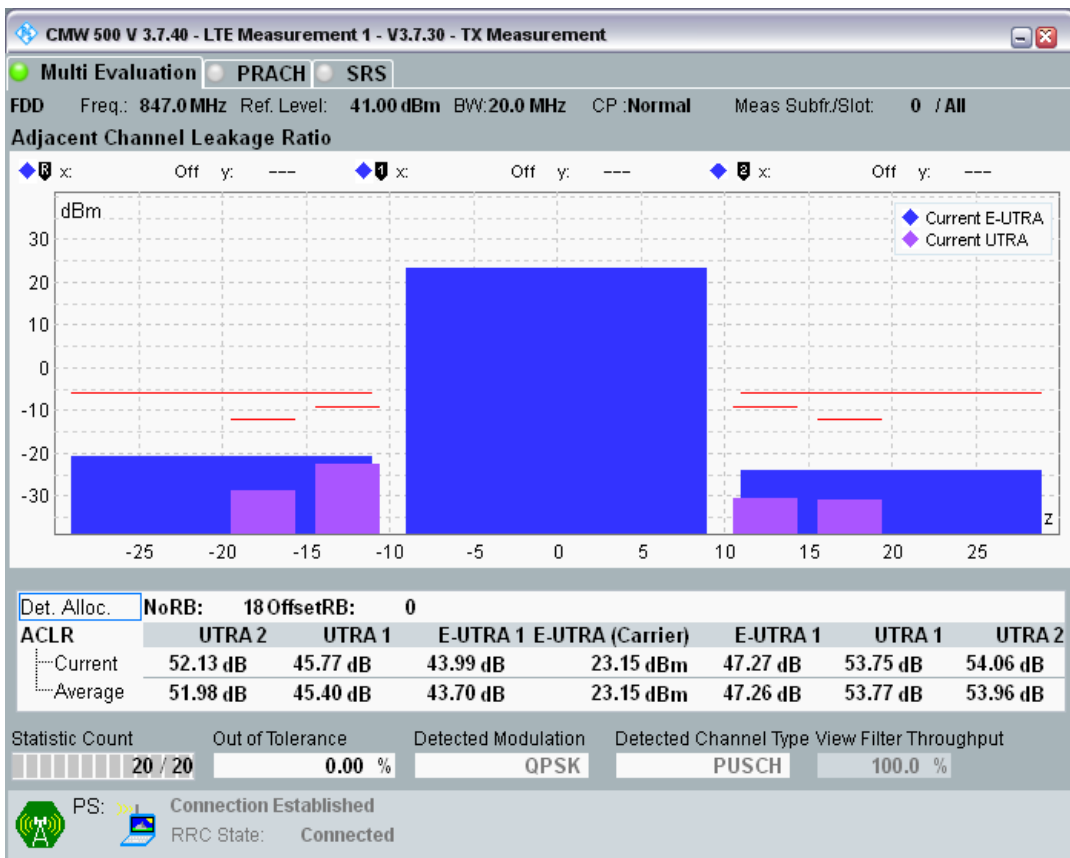 CMW 500 V 3.7.40 - LTE Measurement 1 - V3.7.30 - TX Measurement
Multi Evaluation PRACH SRS
FDD Freq.: 847.0 MHz Ref. Level: 41.00 dBm BW:20.0 MHz CP :Normal Meas Subfr./Slot: 0 / All
Adjacent Channel Leakage Ratio
R x: Off y: --- 1 x: Off y: --- 2 x: Off y: ---
dBm
Current E-UTRA
Current UTRA
30
20
10
0
-10
-20
-30
z
-25 -20 -15 -10 -5 0 5 10 15 20 25
Det. Alloc. NoRB: 18 OffsetRB: 0
ACLR UTRA 2 UTRA 1 E-UTRA 1 E-UTRA (Carrier) E-UTRA 1 UTRA 1 UTRA 2
Current 52.13 dB 45.77 dB 43.99 dB 23.15 dBm 47.27 dB 53.75 dB 54.06 dB
Average 51.98 dB 45.40 dB 43.70 dB 23.15 dBm 47.26 dB 53.77 dB 53.96 dB
Statistic Count Out of Tolerance Detected Modulation Detected Channel Type View Filter Throughput
20 / 20 0.00 % QPSK PUSCH 100.0 %
PS: Connection Established
RRC State: Connected